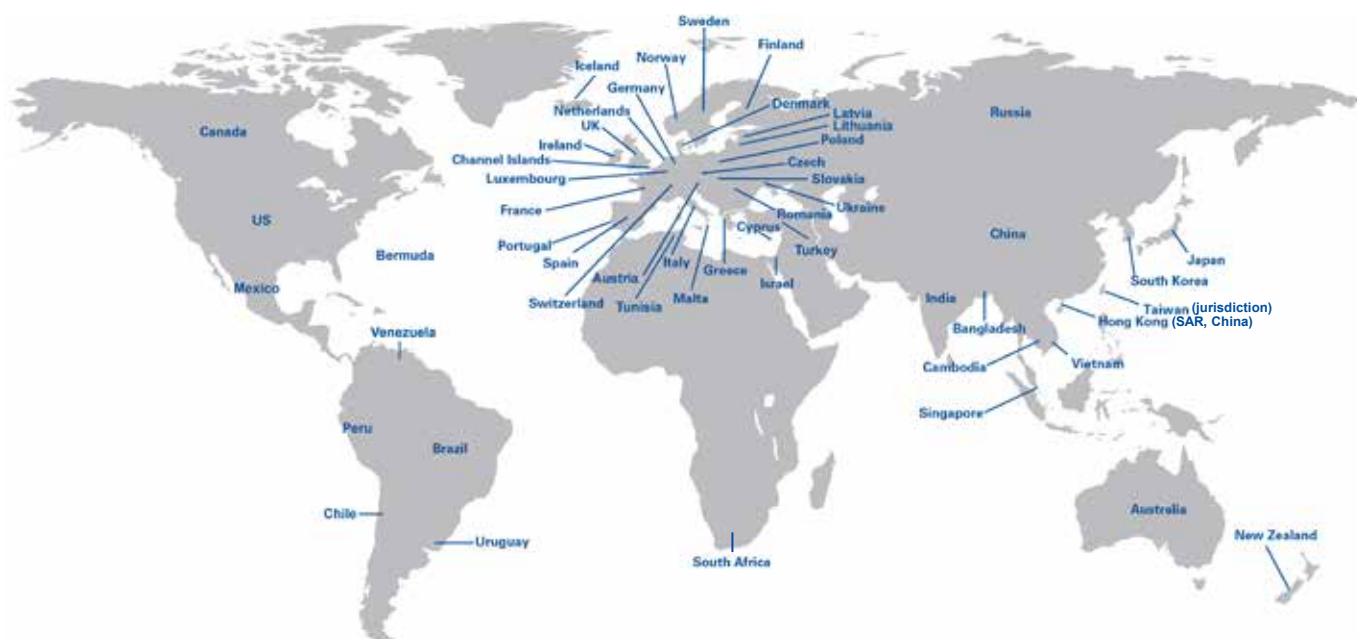 Sweden
Finland
Norway
Iceland
Germany
Netherlands
Denmark
Latvia
UK
Lithuania
Ireland
Poland
Channel Islands
Czech
Luxembourg
Slovakia
France
Ukraine
Romania
Portugal
Cyprus
Spain
Turkey
Austria
Italy
Greece
Israel
Switzerland
Tunisia
Malta
Canada
US
Bermuda
Mexico
Venezuela
Peru
Brazil
Chile
Uruguay
South Africa
Russia
China
Japan
South Korea
India
Taiwan (jurisdiction)
Hong Kong (SAR, China)
Bangladesh
Cambodia
Vietnam
Singapore
Australia
New Zealand